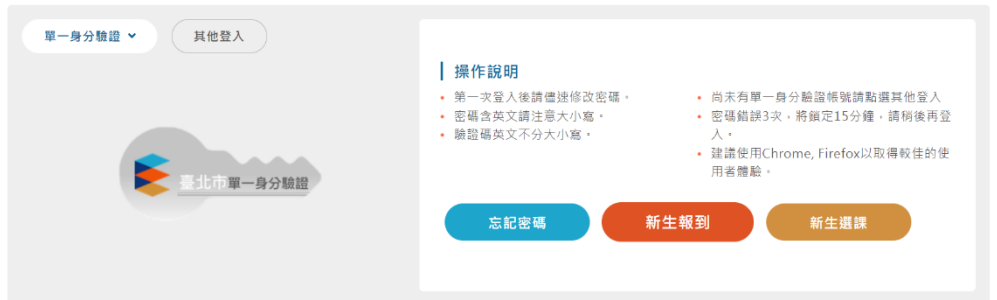 單一身分驗證
其他登入
臺北市單一身分驗證
操作說明
第一次登入後請儘速修改密碼。
密碼含英文請注意大小寫。
驗證碼英文不分大小寫。
尚未有單一身分驗證帳號請點選其他登入
密碼錯誤3次，將鎖定15分鐘，請稍後再登
入。
建議使用Chrome, Firefox以取得較佳的使
用者體驗。
忘記密碼
新生報到
新生選課